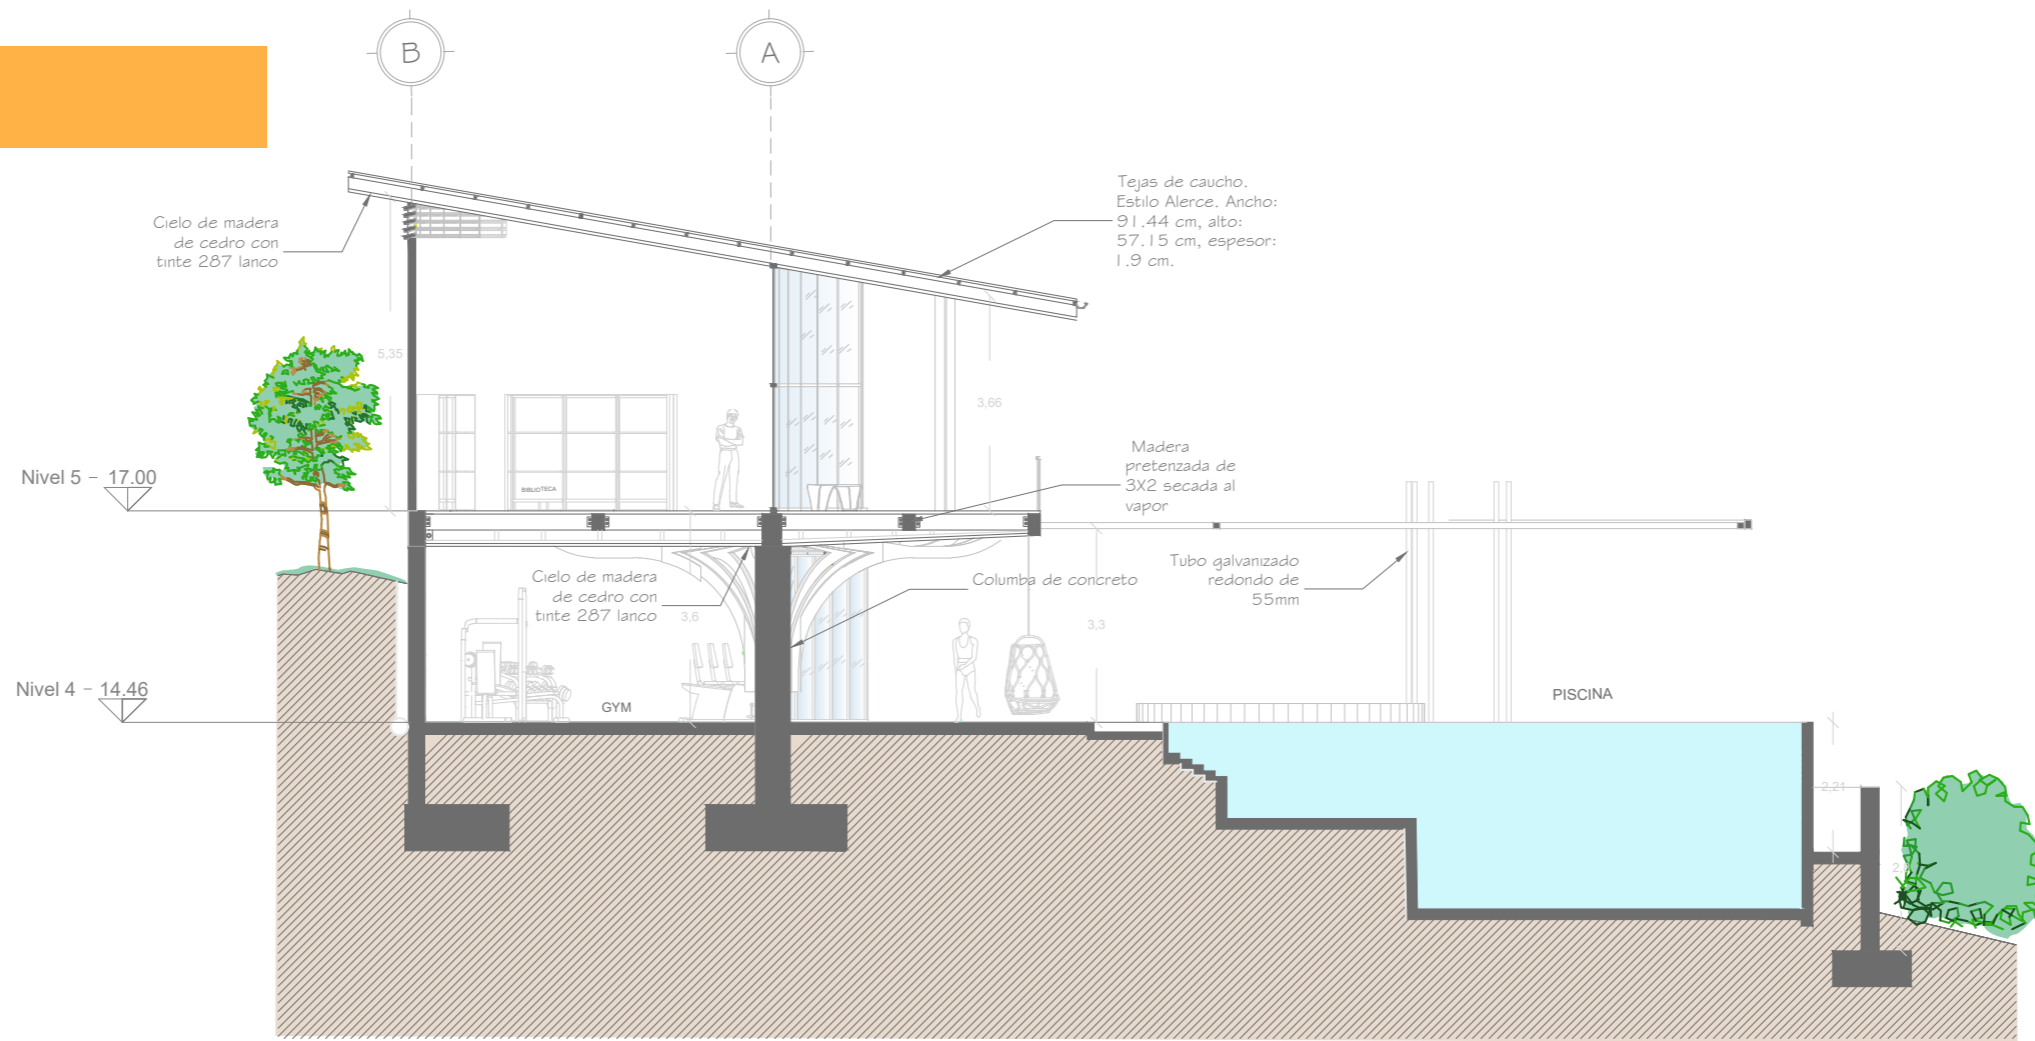 B
A
Tejas de caucho.
Estilo Alerce. Ancho:
91.44 cm, alto:
57.15 cm, espesor:
1.9 cm.
Cielo de madera
de cedro con
tinte 287 lanco
5,35
3,66
Madera
pretenzada de
3X2 secada al
vapor
Nivel 5 - 17.00
BIBLIOTECA
Tubo galvanizado
redondo de
55mm
Cielo de madera
de cedro con
tinte 287 lanco
Columba de concreto
3,6
3,3
Nivel 4 - 14.46
GYM
PISCINA
2,21